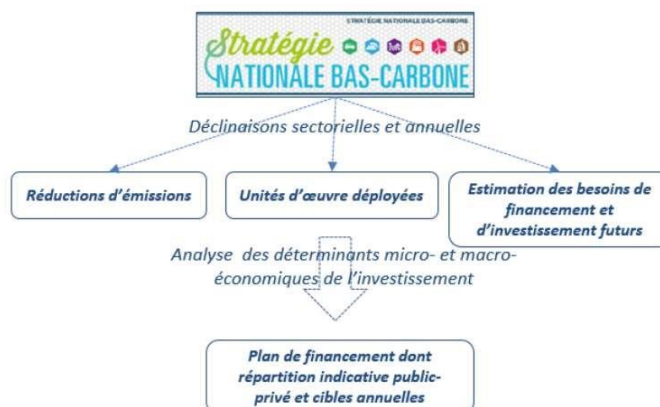 STRATÉGIE NATIONALE BAS-CARBONE
Stratégie
NATIONALE BAS-CARBONE
Déclinaisons sectorielles et annuelles
Réductions d'émissions
Unités d'œuvre déployées
Estimation des besoins de
financement et
d'investissement futurs
Analyse des déterminants micro- et macro-
économiques de l'investissement
Plan de financement dont
répartition indicative public-
privé et cibles annuelles